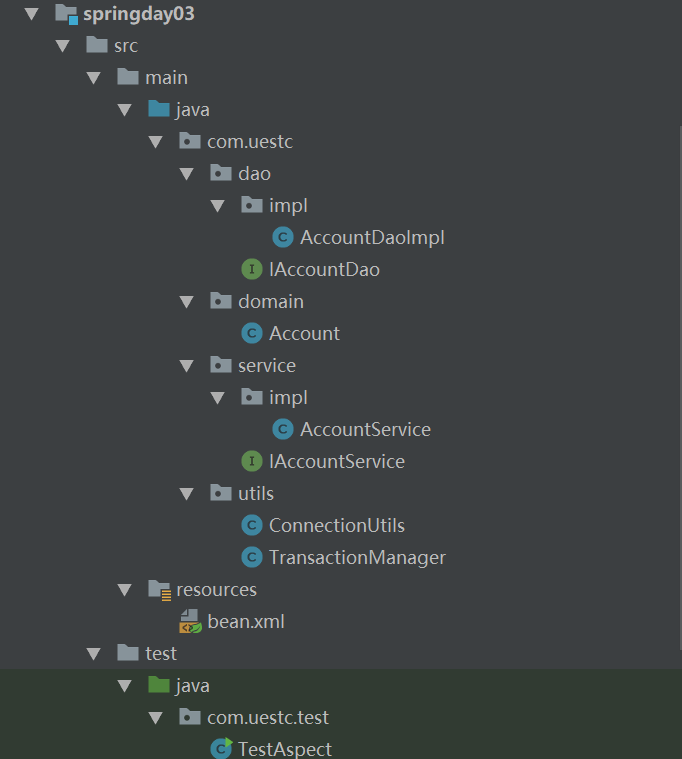 springday03
src
main
java
com.uestc
dao
impl
AccountDaoImpl
IAccountDao
domain
Account
service
impl
AccountService
IAccountService
utils
ConnectionUtils
TransactionManager
resources
bean.xml
test
java
com.uestc.test
TestAspect